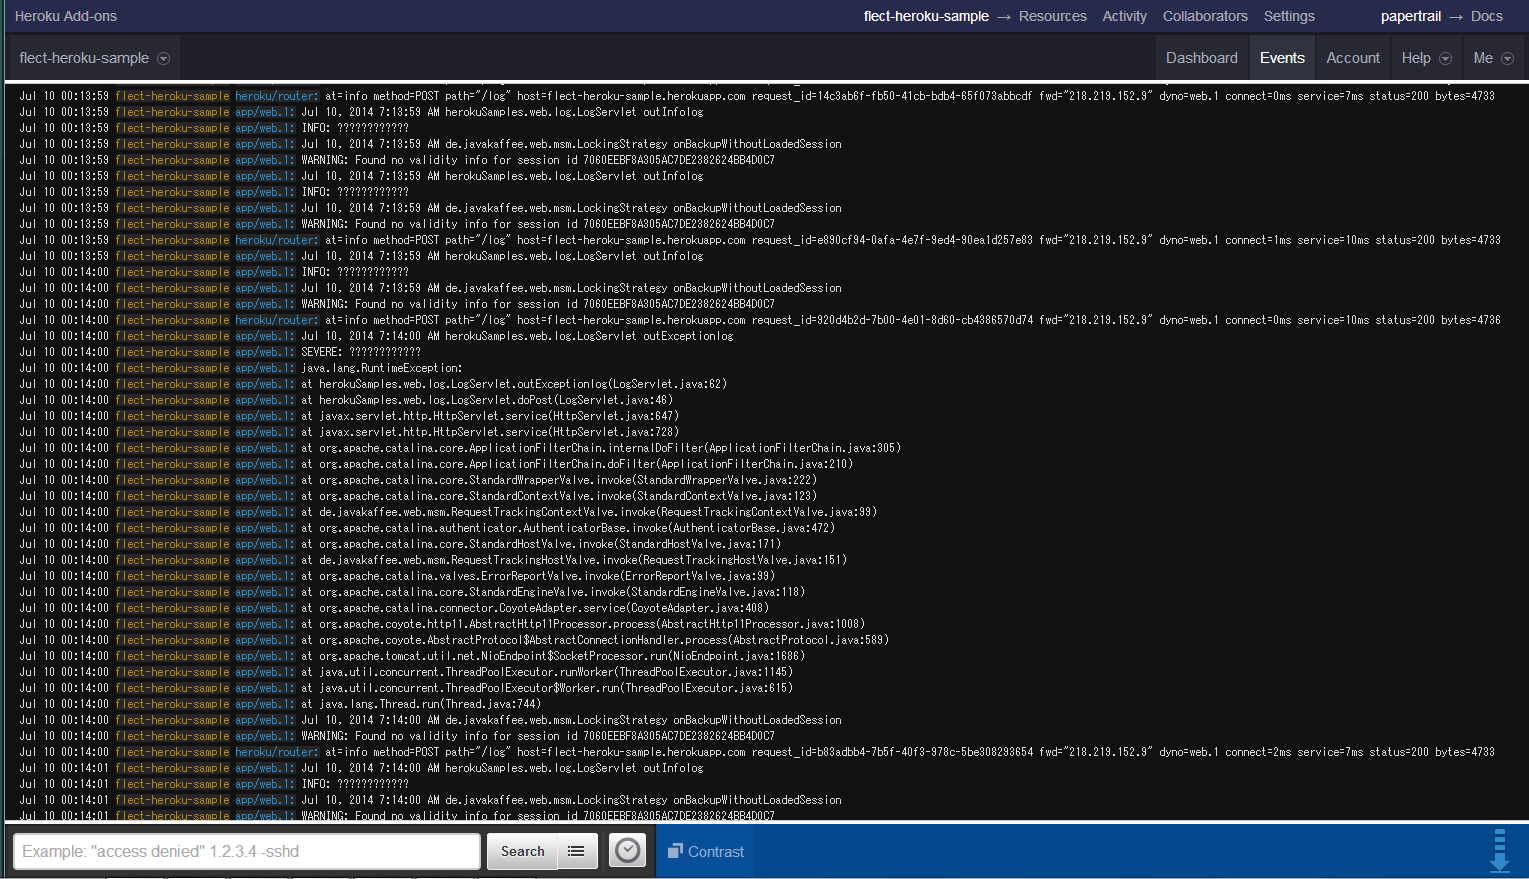 Heroku Add-ons flect-heroku-sample → Resources Activity Collaborators Settings papertrail → Docs
flect-heroku-sample Dashboard Events Account Help Me
Jul 10 00:13:59 flect-heroku-sample heroku/router: at=info method=POST path="/log" host=flect-heroku-sample.herokuapp.com request_id=14c3ab6f-fb50-41cb-bdb4-65f073abbcdf fwd="218.219.152.9" dyno=web.1 connect=0ms service=7ms status=200 bytes=4733
Jul 10 00:13:59 flect-heroku-sample app/web.1: Jul 10, 2014 7:13:59 AM herokuSamples.web.log.LogServlet outInfolog
Jul 10 00:13:59 flect-heroku-sample app/web.1: INFO: ????????????
Jul 10 00:13:59 flect-heroku-sample app/web.1: Jul 10, 2014 7:13:59 AM de.javakaffee.web.msm.LockingStrategy onBackupWithoutLoadedSession
Jul 10 00:13:59 flect-heroku-sample app/web.1: WARNING: Found no validity info for session id 7060EEBF8A305AC7DE2382624BB4D0C7
Jul 10 00:13:59 flect-heroku-sample app/web.1: Jul 10, 2014 7:13:59 AM herokuSamples.web.log.LogServlet outInfolog
Jul 10 00:13:59 flect-heroku-sample app/web.1: INFO: ????????????
Jul 10 00:13:59 flect-heroku-sample app/web.1: Jul 10, 2014 7:13:59 AM de.javakaffee.web.msm.LockingStrategy onBackupWithoutLoadedSession
Jul 10 00:13:59 flect-heroku-sample app/web.1: WARNING: Found no validity info for session id 7060EEBF8A305AC7DE2382624BB4D0C7
Jul 10 00:13:59 flect-heroku-sample heroku/router: at=info method=POST path="/log" host=flect-heroku-sample.herokuapp.com request_id=e890cf94-0afa-4e7f-9ed4-90ea1d257e83 fwd="218.219.152.9" dyno=web.1 connect=1ms service=10ms status=200 bytes=4733
Jul 10 00:13:59 flect-heroku-sample app/web.1: Jul 10, 2014 7:13:59 AM herokuSamples.web.log.LogServlet outInfolog
Jul 10 00:14:00 flect-heroku-sample app/web.1: INFO: ????????????
Jul 10 00:14:00 flect-heroku-sample app/web.1: Jul 10, 2014 7:13:59 AM de.javakaffee.web.msm.LockingStrategy onBackupWithoutLoadedSession
Jul 10 00:14:00 flect-heroku-sample app/web.1: WARNING: Found no validity info for session id 7060EEBF8A305AC7DE2382624BB4D0C7
Jul 10 00:14:00 flect-heroku-sample heroku/router: at=info method=POST path="/log" host=flect-heroku-sample.herokuapp.com request_id=920d4b2d-7b00-4e01-8d60-cb4386570d74 fwd="218.219.152.9" dyno=web.1 connect=0ms service=10ms status=200 bytes=4736
Jul 10 00:14:00 flect-heroku-sample app/web.1: Jul 10, 2014 7:14:00 AM herokuSamples.web.log.LogServlet outExceptionlog
Jul 10 00:14:00 flect-heroku-sample app/web.1: SEVERE: ????????????
Jul 10 00:14:00 flect-heroku-sample app/web.1: java.lang.RuntimeException:
Jul 10 00:14:00 flect-heroku-sample app/web.1: at herokuSamples.web.log.LogServlet.outExceptionlog(LogServlet.java:62)
Jul 10 00:14:00 flect-heroku-sample app/web.1: at herokuSamples.web.log.LogServlet.doPost(LogServlet.java:46)
Jul 10 00:14:00 flect-heroku-sample app/web.1: at javax.servlet.http.HttpServlet.service(HttpServlet.java:647)
Jul 10 00:14:00 flect-heroku-sample app/web.1: at javax.servlet.http.HttpServlet.service(HttpServlet.java:728)
Jul 10 00:14:00 flect-heroku-sample app/web.1: at org.apache.catalina.core.ApplicationFilterChain.internalDoFilter(ApplicationFilterChain.java:305)
Jul 10 00:14:00 flect-heroku-sample app/web.1: at org.apache.catalina.core.ApplicationFilterChain.doFilter(ApplicationFilterChain.java:210)
Jul 10 00:14:00 flect-heroku-sample app/web.1: at org.apache.catalina.core.StandardWrapperValve.invoke(StandardWrapperValve.java:222)
Jul 10 00:14:00 flect-heroku-sample app/web.1: at org.apache.catalina.core.StandardContextValve.invoke(StandardContextValve.java:123)
Jul 10 00:14:00 flect-heroku-sample app/web.1: at de.javakaffee.web.msm.RequestTrackingContextValve.invoke(RequestTrackingContextValve.java:99)
Jul 10 00:14:00 flect-heroku-sample app/web.1: at org.apache.catalina.authenticator.AuthenticatorBase.invoke(AuthenticatorBase.java:472)
Jul 10 00:14:00 flect-heroku-sample app/web.1: at org.apache.catalina.core.StandardHostValve.invoke(StandardHostValve.java:171)
Jul 10 00:14:00 flect-heroku-sample app/web.1: at de.javakaffee.web.msm.RequestTrackingHostValve.invoke(RequestTrackingHostValve.java:151)
Jul 10 00:14:00 flect-heroku-sample app/web.1: at org.apache.catalina.valves.ErrorReportValve.invoke(ErrorReportValve.java:99)
Jul 10 00:14:00 flect-heroku-sample app/web.1: at org.apache.catalina.core.StandardEngineValve.invoke(StandardEngineValve.java:118)
Jul 10 00:14:00 flect-heroku-sample app/web.1: at org.apache.catalina.connector.CoyoteAdapter.service(CoyoteAdapter.java:408)
Jul 10 00:14:00 flect-heroku-sample app/web.1: at org.apache.coyote.http11.AbstractHttp11Processor.process(AbstractHttp11Processor.java:1008)
Jul 10 00:14:00 flect-heroku-sample app/web.1: at org.apache.coyote.AbstractProtocol$AbstractConnectionHandler.process(AbstractProtocol.java:589)
Jul 10 00:14:00 flect-heroku-sample app/web.1: at org.apache.tomcat.util.net.NioEndpoint$SocketProcessor.run(NioEndpoint.java:1686)
Jul 10 00:14:00 flect-heroku-sample app/web.1: at java.util.concurrent.ThreadPoolExecutor.runWorker(ThreadPoolExecutor.java:1145)
Jul 10 00:14:00 flect-heroku-sample app/web.1: at java.util.concurrent.ThreadPoolExecutor$Worker.run(ThreadPoolExecutor.java:615)
Jul 10 00:14:00 flect-heroku-sample app/web.1: at java.lang.Thread.run(Thread.java:744)
Jul 10 00:14:00 flect-heroku-sample app/web.1: Jul 10, 2014 7:14:00 AM de.javakaffee.web.msm.LockingStrategy onBackupWithoutLoadedSession
Jul 10 00:14:00 flect-heroku-sample app/web.1: WARNING: Found no validity info for session id 7060EEBF8A305AC7DE2382624BB4D0C7
Jul 10 00:14:00 flect-heroku-sample heroku/router: at=info method=POST path="/log" host=flect-heroku-sample.herokuapp.com request_id=b83adbb4-7b5f-40f3-978c-5be308293654 fwd="218.219.152.9" dyno=web.1 connect=2ms service=7ms status=200 bytes=4733
Jul 10 00:14:01 flect-heroku-sample app/web.1: Jul 10, 2014 7:14:00 AM herokuSamples.web.log.LogServlet outInfolog
Jul 10 00:14:01 flect-heroku-sample app/web.1: INFO: ????????????
Jul 10 00:14:01 flect-heroku-sample app/web.1: Jul 10, 2014 7:14:00 AM de.javakaffee.web.msm.LockingStrategy onBackupWithoutLoadedSession
Jul 10 00:14:01 flect-heroku-sample app/web.1: WARNING: Found no validity info for session id 7060EEBF8A305AC7DE2382624BB4D0C7
Example: "access denied" 1.2.3.4 -sshd Search Contrast